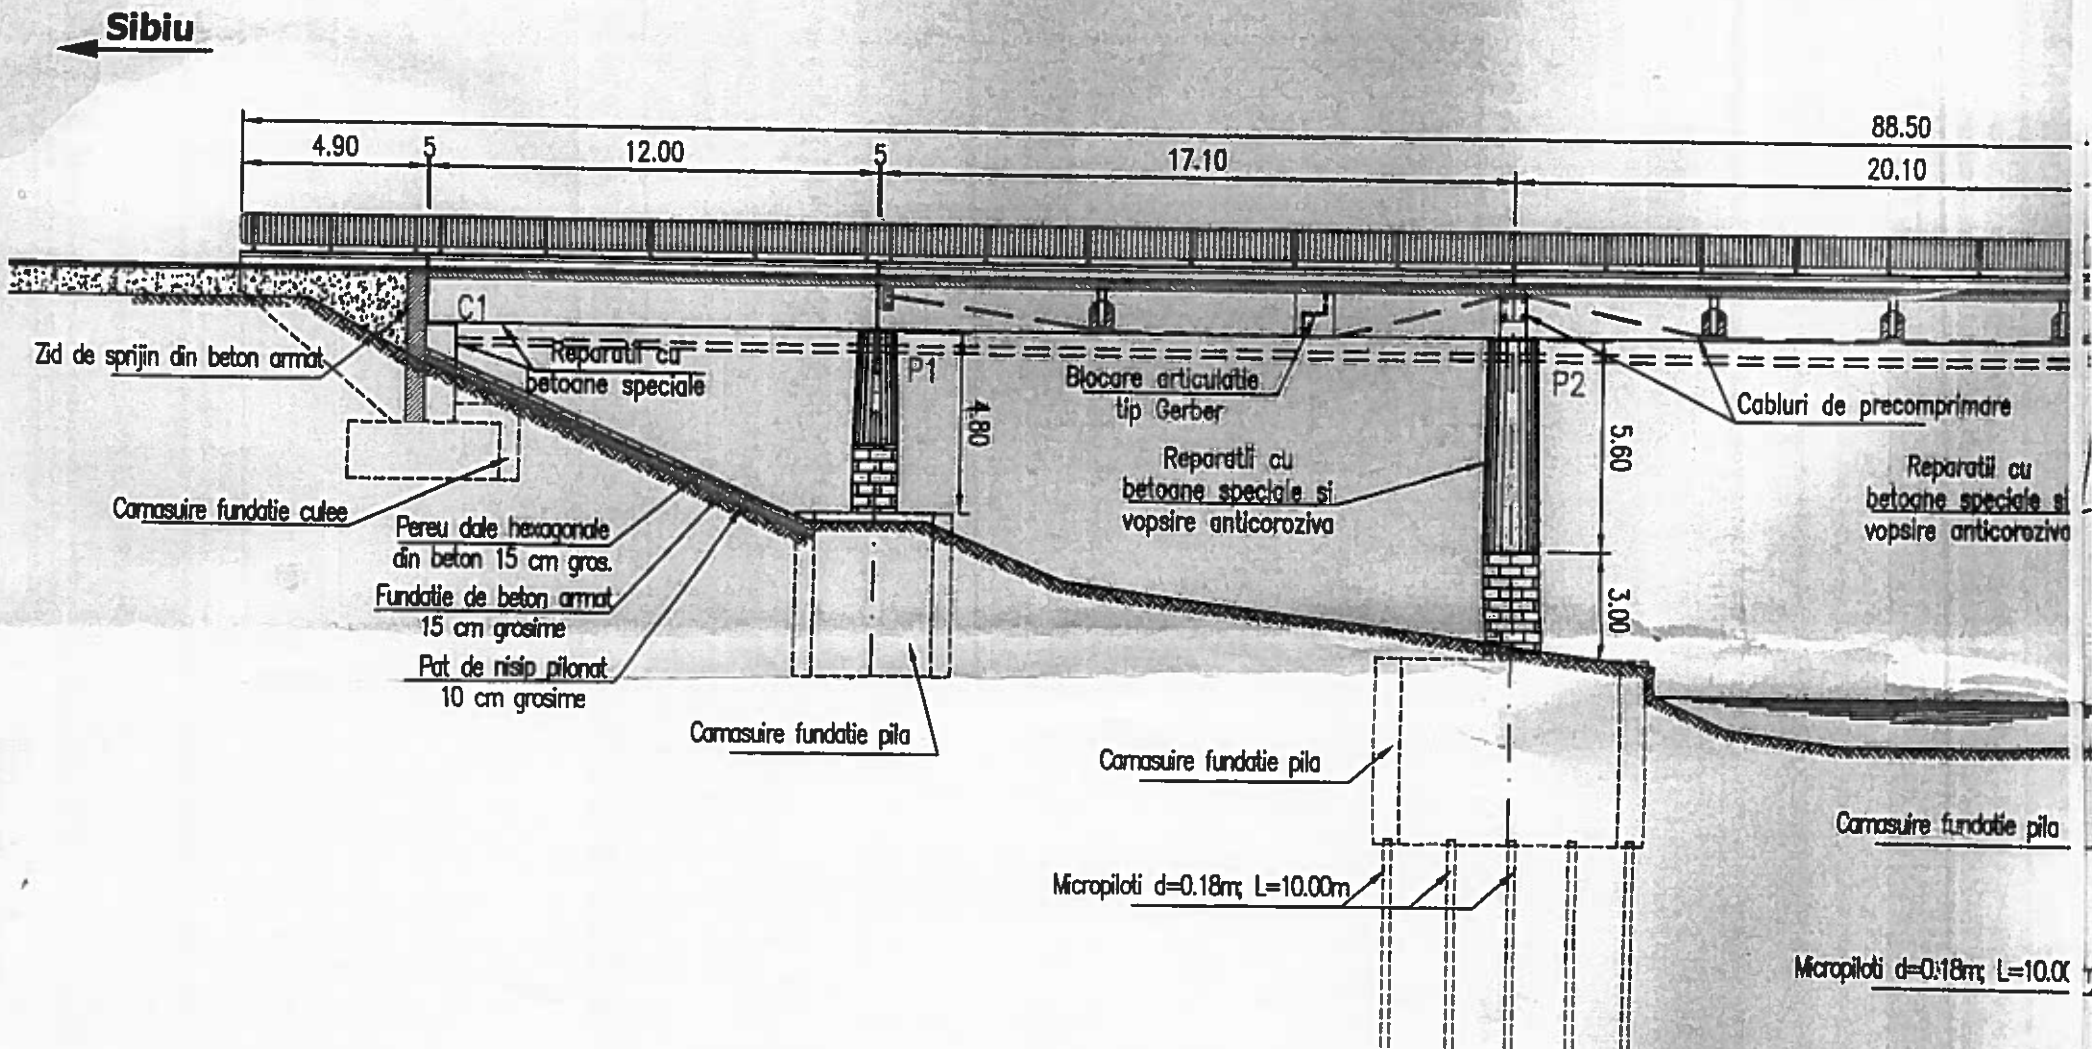 Sibiu
88.50
4.90
5
12.00
5
17.10
20.10
C1
Zid de sprijin din beton armat
Reparatii cu
betoane speciale
P1
4.80
Blocare articulatie
tip Gerber
P2
Cabluri de precomprimare
5.60
Reparatii cu
betoane speciale si
vopsire anticoroziva
Reparatii cu
betoane speciale si
vopsire anticoroziva
Camasuire fundatie culee
Pereu dale hexagonale
din beton 15 cm gros.
Fundatie de beton armat
15 cm grosime
3.00
Pat de nisip pilonat
10 cm grosime
Camasuire fundatie pila
Camasuire fundatie pila
Camasuire fundatie pila
Micropiloti d=0.18m; L=10.00m
Micropiloti d=0.18m; L=10.00